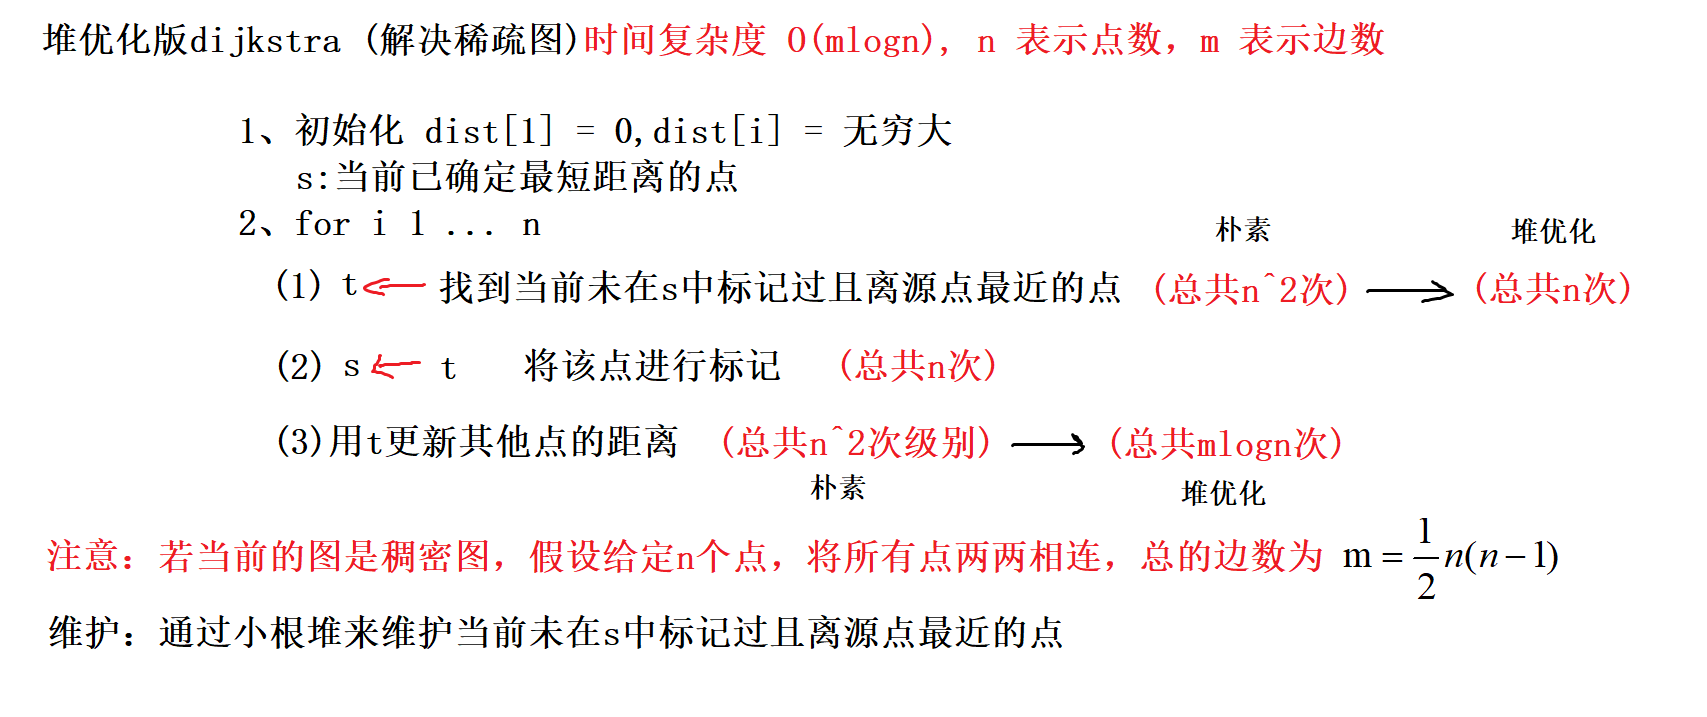 堆优化版dijkstra (解决稀疏图)时间复杂度 O(mlogn), n 表示点数，m 表示边数
1、初始化 dist[1] = 0,dist[i] = 无穷大
s:当前已确定最短距离的点
2、for i 1 ... n
朴素 堆优化
(1) t← 找到当前未在s中标记过且离源点最近的点 (总共n^2次) → (总共n次)
(2) s← t 将该点进行标记 (总共n次)
(3)用t更新其他点的距离 (总共n^2次级别) → (总共mlogn次)
朴素 堆优化
注意：若当前的图是稠密图，假设给定n个点，将所有点两两相连，总的边数为 m = 1/2 n(n-1)
维护：通过小根堆来维护当前未在s中标记过且离源点最近的点